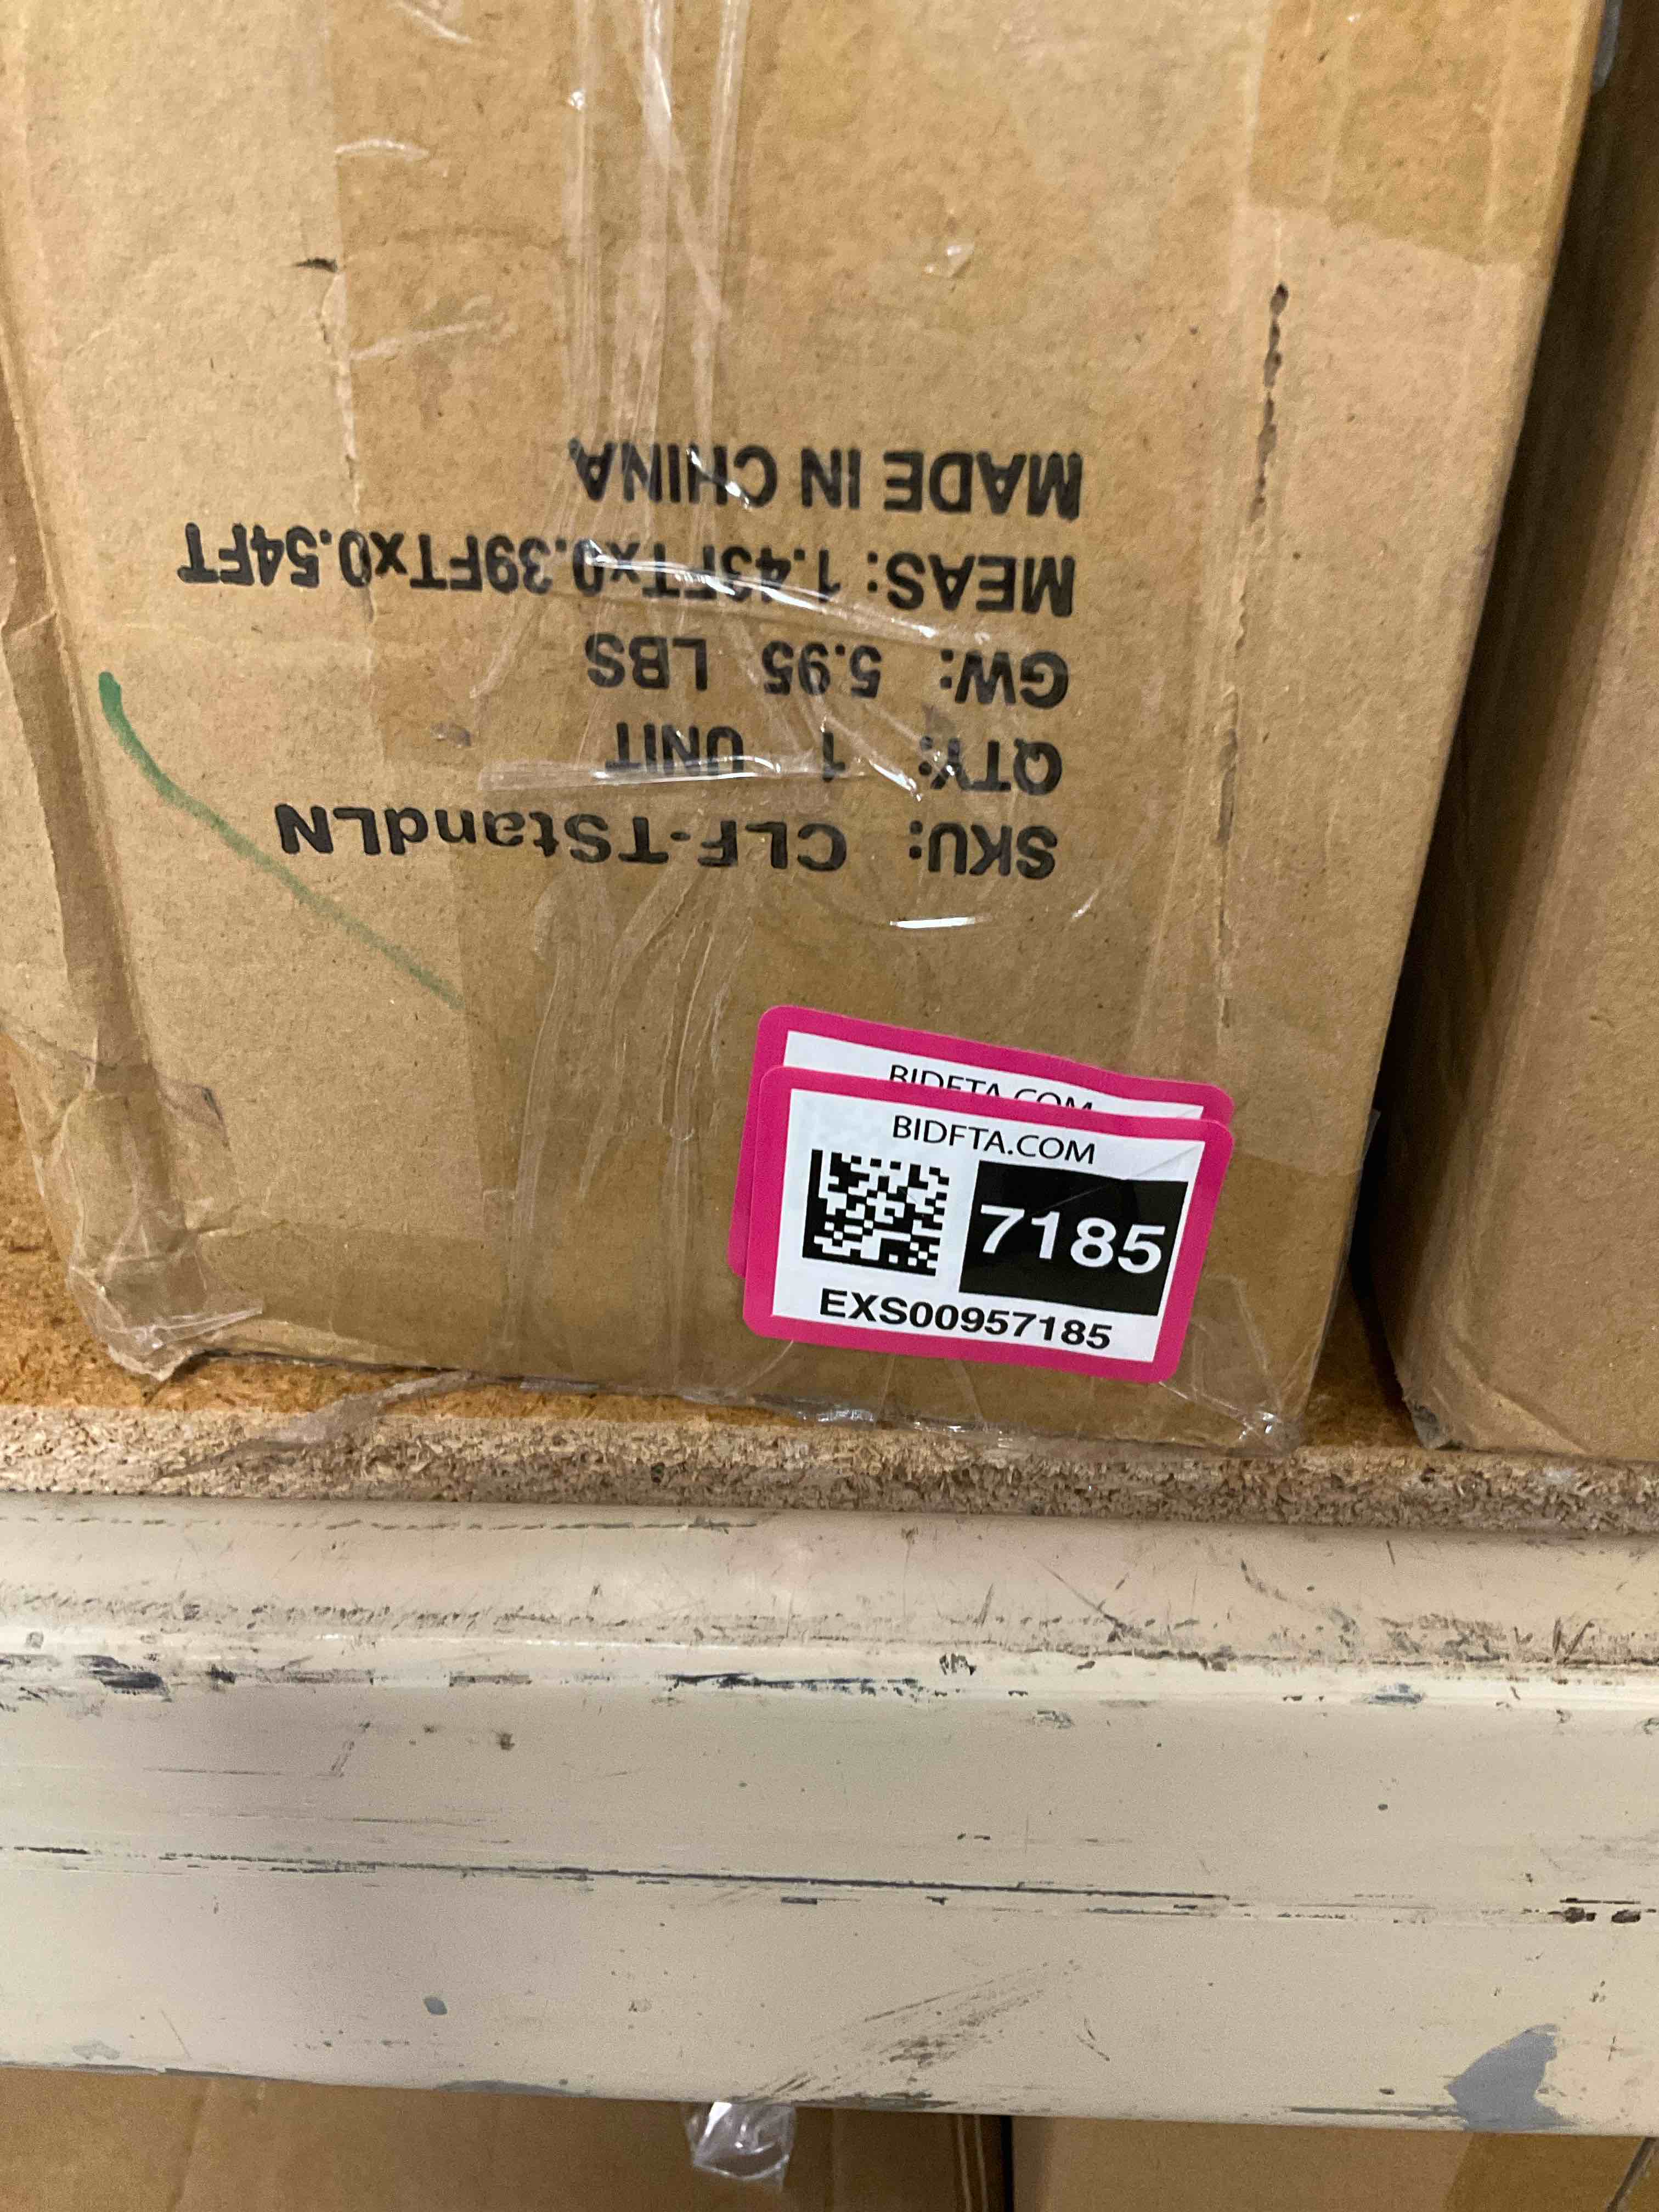 SKU: CLF-TStandLN
QTY: 1 UNIT
GW: 5.95 LBS
MEAS: 1.43FTx0.39FTx0.54FT
MADE IN CHINA
BIDFTA.COM
BIDFTA.COM
7185
EXS00957185